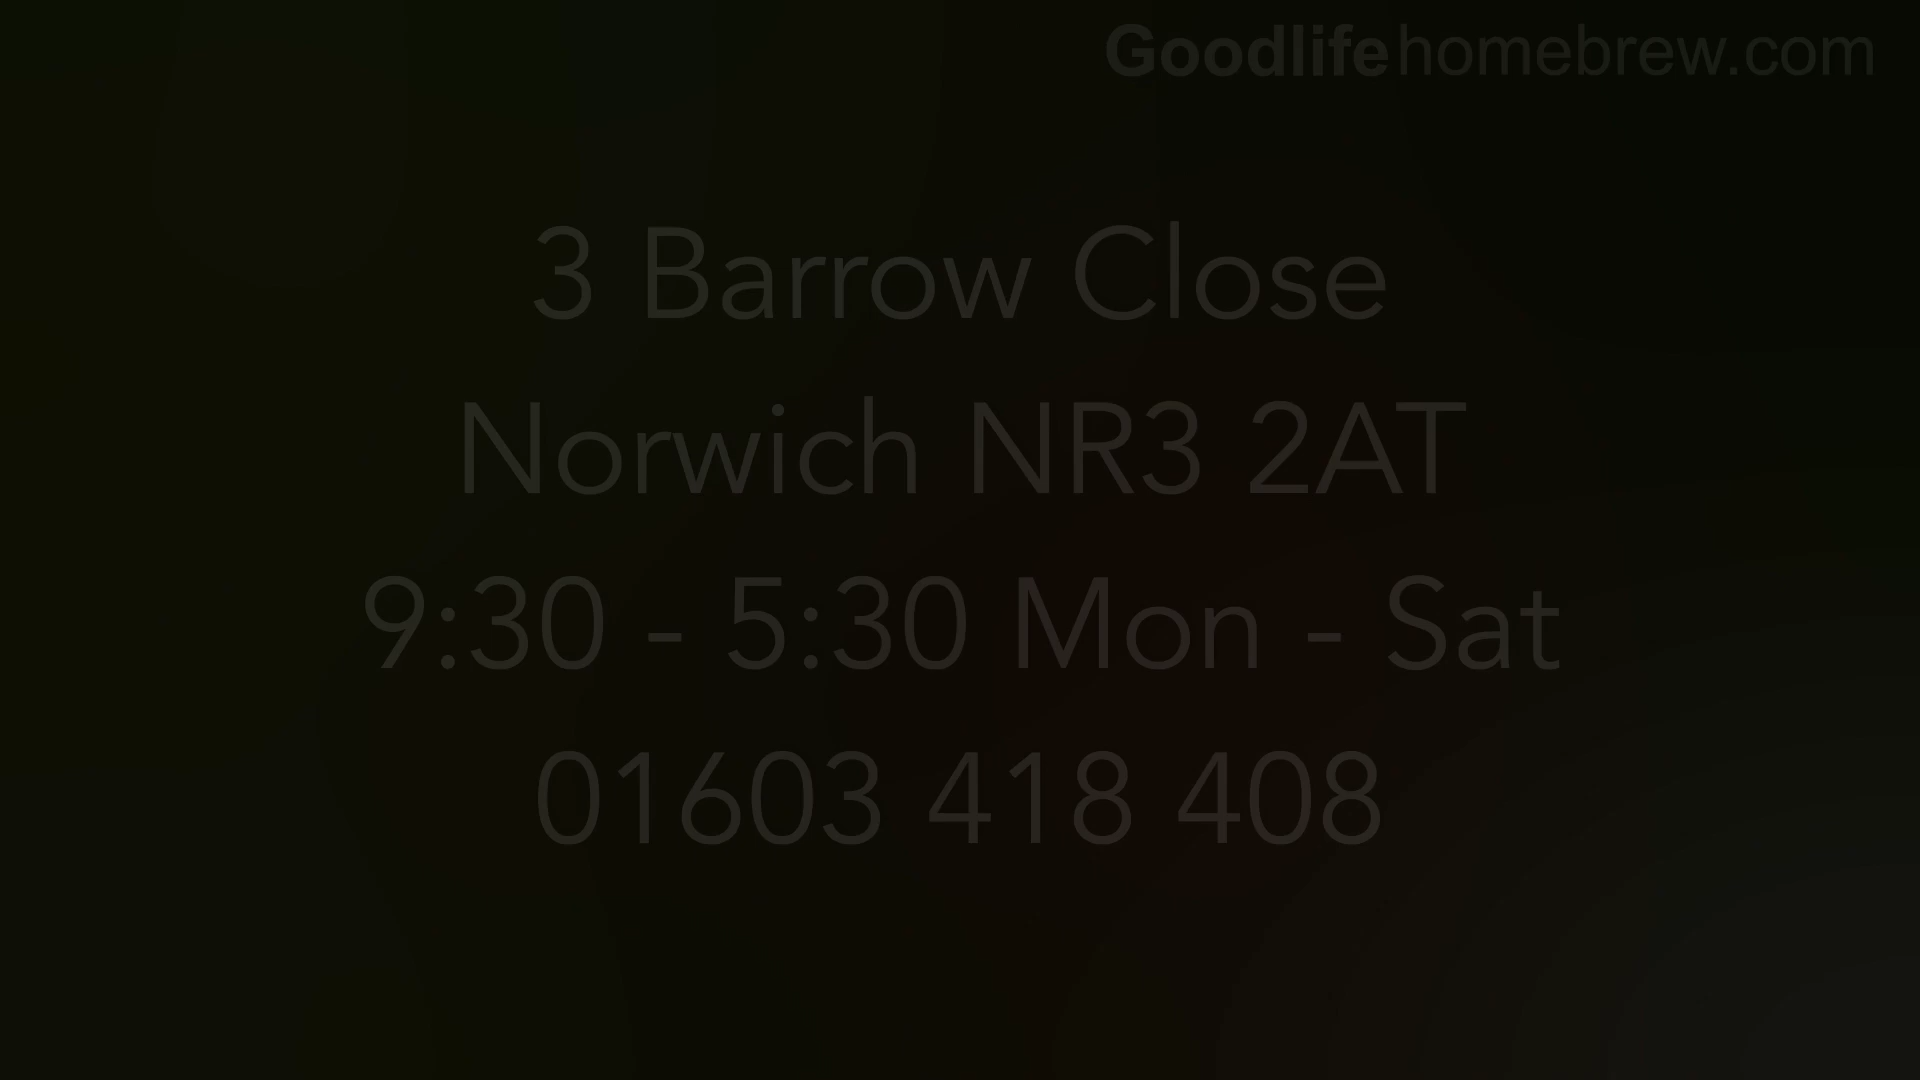 Goodlifehomebrew.com
3 Barrow Close
Norwich NR3 2AT
9:30 - 5:30 Mon - Sat
01603 418 408